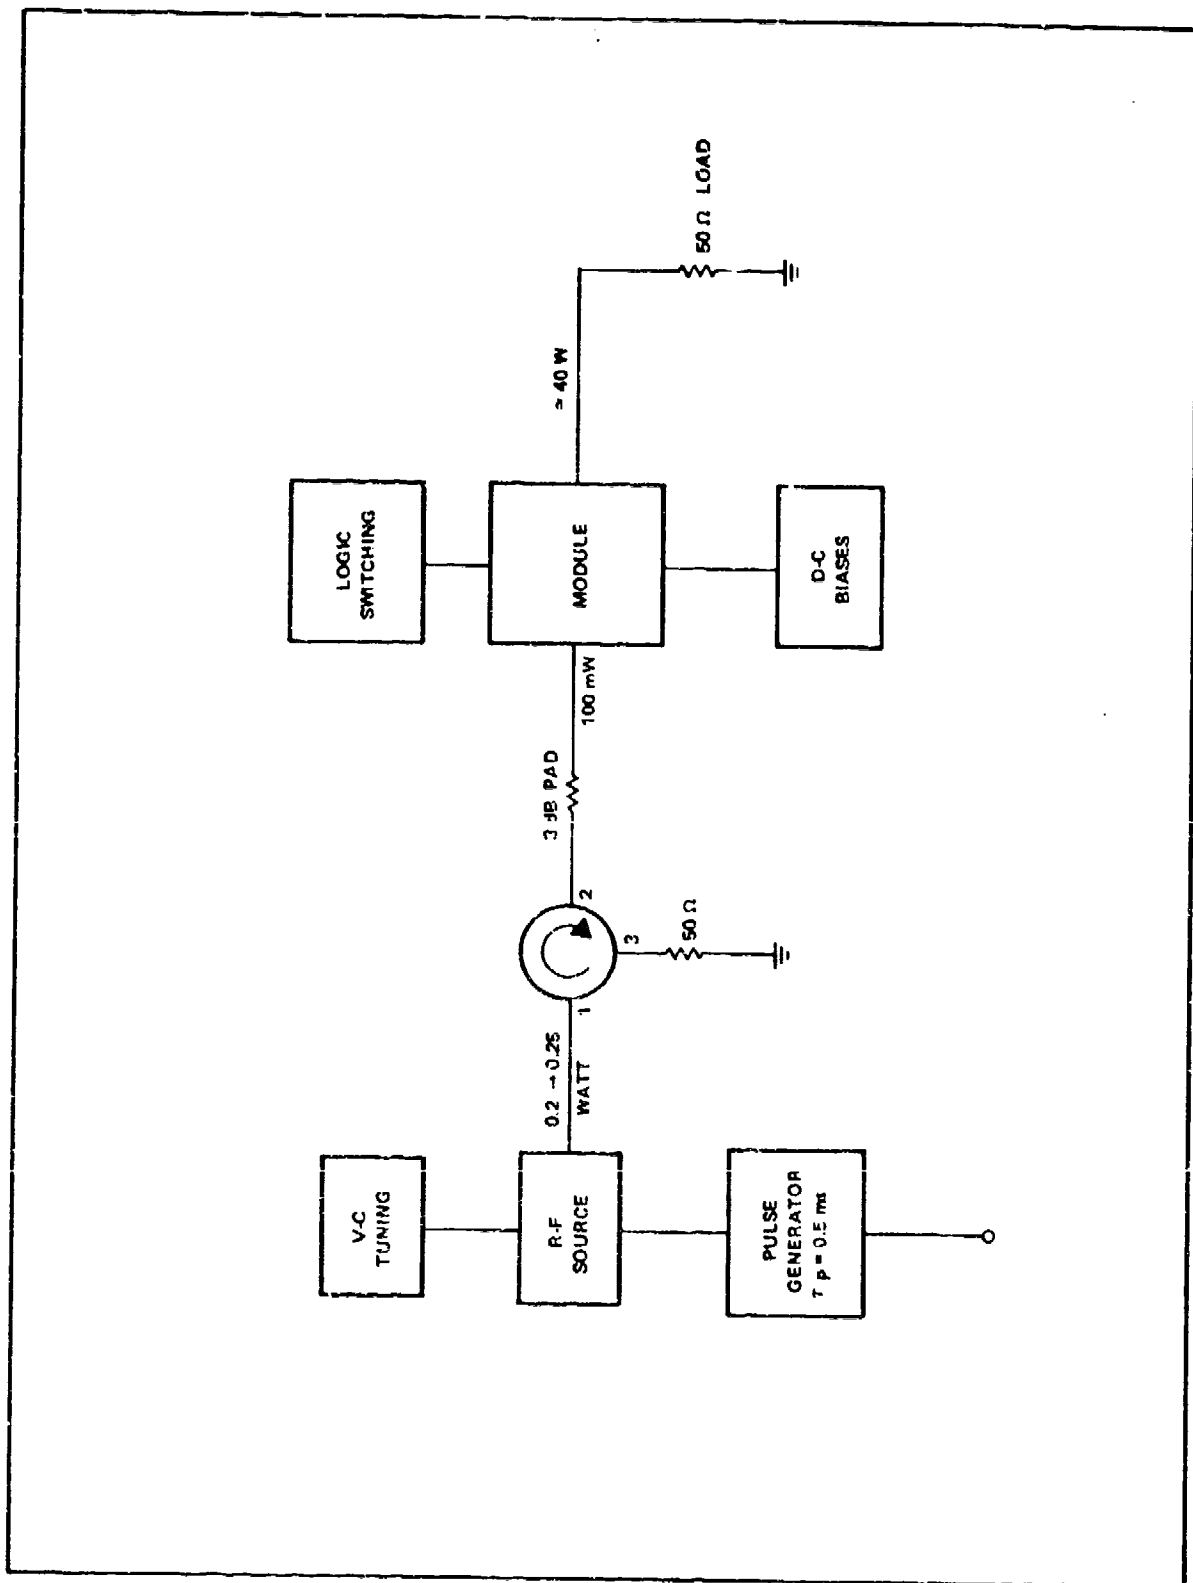 V-C
TUNING
R-F
SOURCE
PULSE
GENERATOR
τp = 0.5 ms
0.2 → 0.25
WATT
1
2
3
50 Ω
3 dB PAD
100 mW
LOGIC
SWITCHING
MODULE
D-C
BIASES
≈ 40 W
50 Ω LOAD